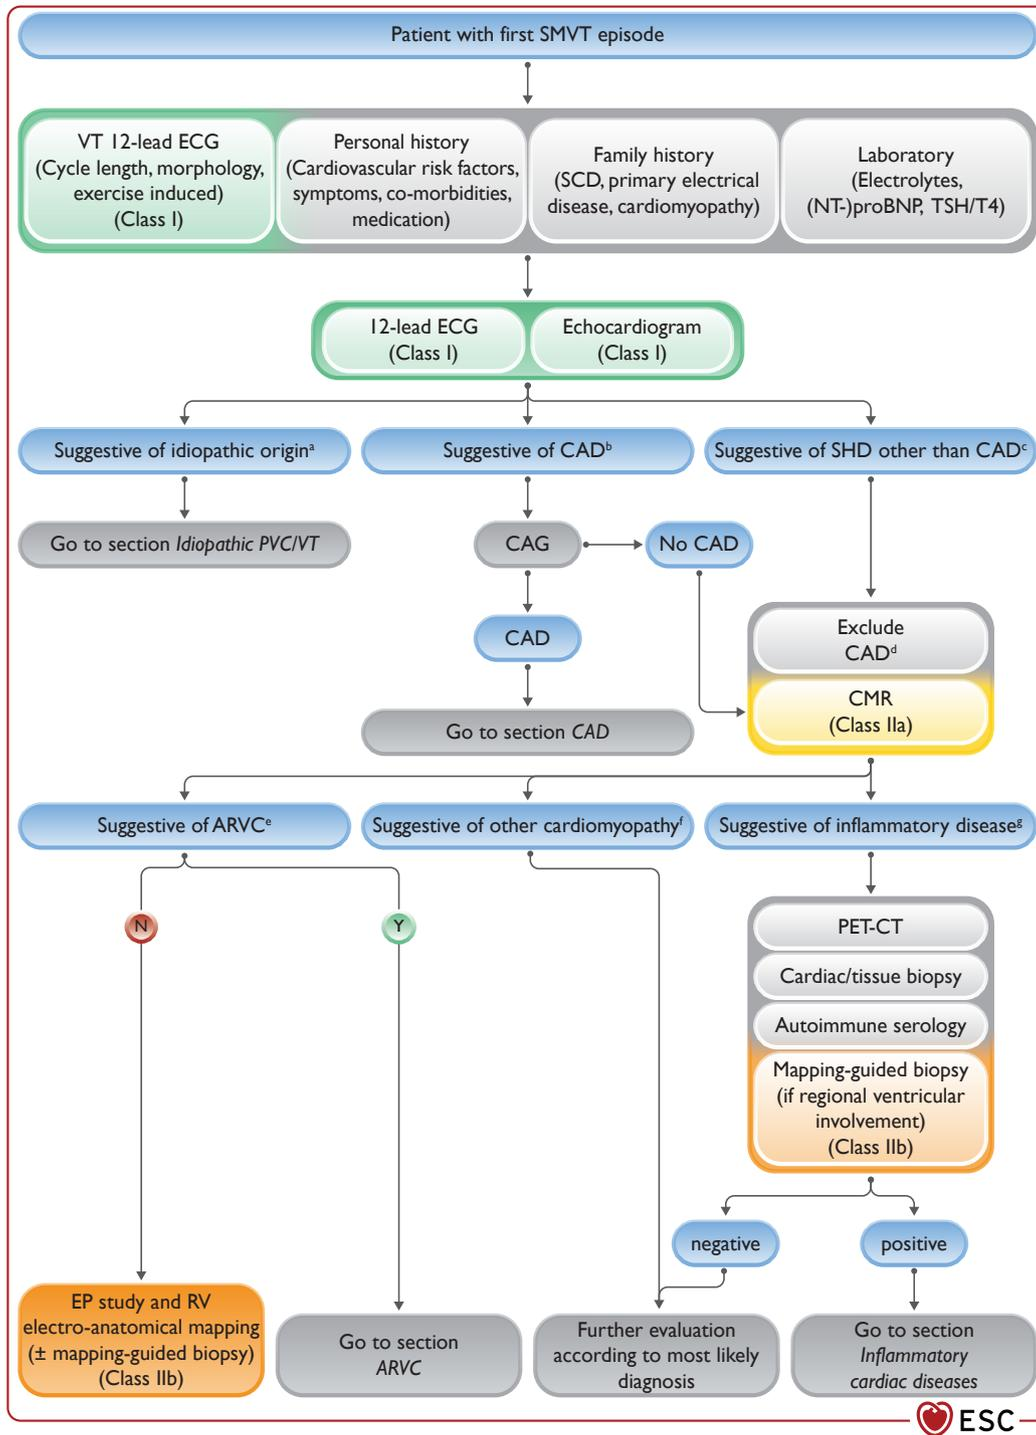 Patient with first SMVT episode
VT 12-lead ECG
(Cycle length, morphology,
exercise induced)
(Class I)
Personal history
(Cardiovascular risk factors,
symptoms, co-morbidities,
medication)
Family history
(SCD, primary electrical
disease, cardiomyopathy)
Laboratory
(Electrolytes,
(NT-)proBNP, TSH/T4)
12-lead ECG
(Class I)
Echocardiogram
(Class I)
Suggestive of idiopathic originᵃ
Suggestive of CADᵇ
Suggestive of SHD other than CADᶜ
Go to section Idiopathic PVC/VT
CAG
No CAD
CAD
Exclude
CADᵈ
CMR
(Class IIa)
Go to section CAD
Suggestive of ARVCᵉ
Suggestive of other cardiomyopathyᶠ
Suggestive of inflammatory diseaseᵍ
N
Y
PET-CT
Cardiac/tissue biopsy
Autoimmune serology
Mapping-guided biopsy
(if regional ventricular
involvement)
(Class IIb)
negative
positive
EP study and RV
electro-anatomical mapping
(± mapping-guided biopsy)
(Class IIb)
Go to section
ARVC
Further evaluation
according to most likely
diagnosis
Go to section
Inflammatory
cardiac diseases
ESC